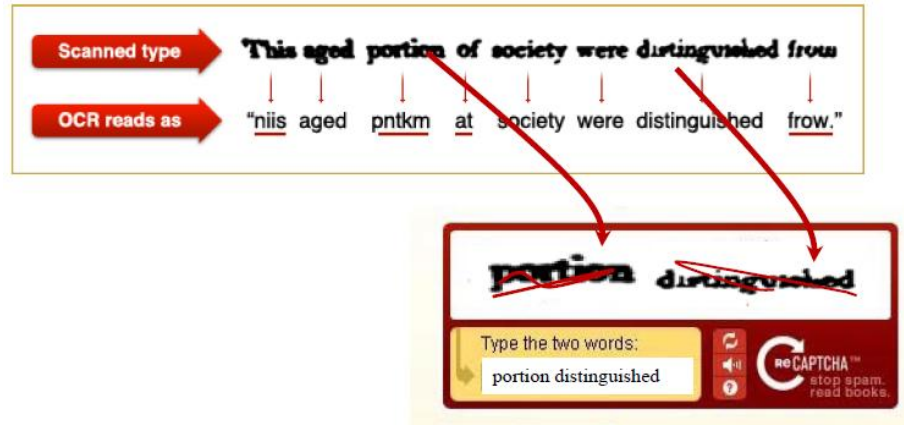 Scanned type
This aged portion of society were distinguished from
OCR reads as
"niis aged pntkm at society were distinguished frow."
portion distinguished
Type the two words:
portion distinguished
ReCAPTCHA™
stop spam.
read books.